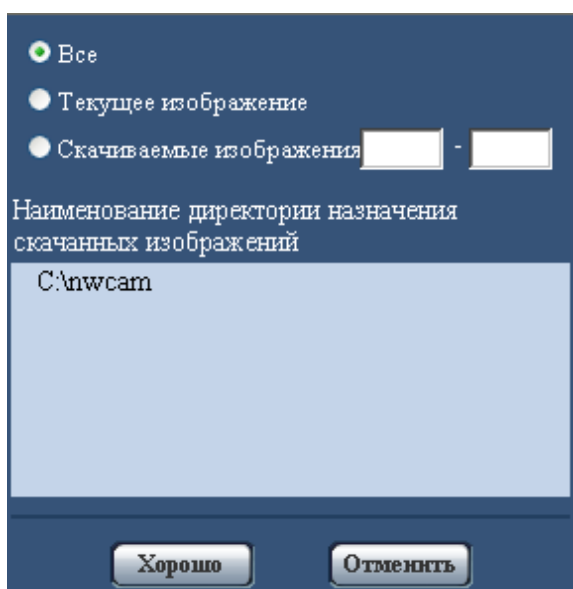 Все
Текущее изображение
Скачиваемые изображения -
Наименование директории назначения
скачанных изображений
C:\nwcam
Хорошо Отменить